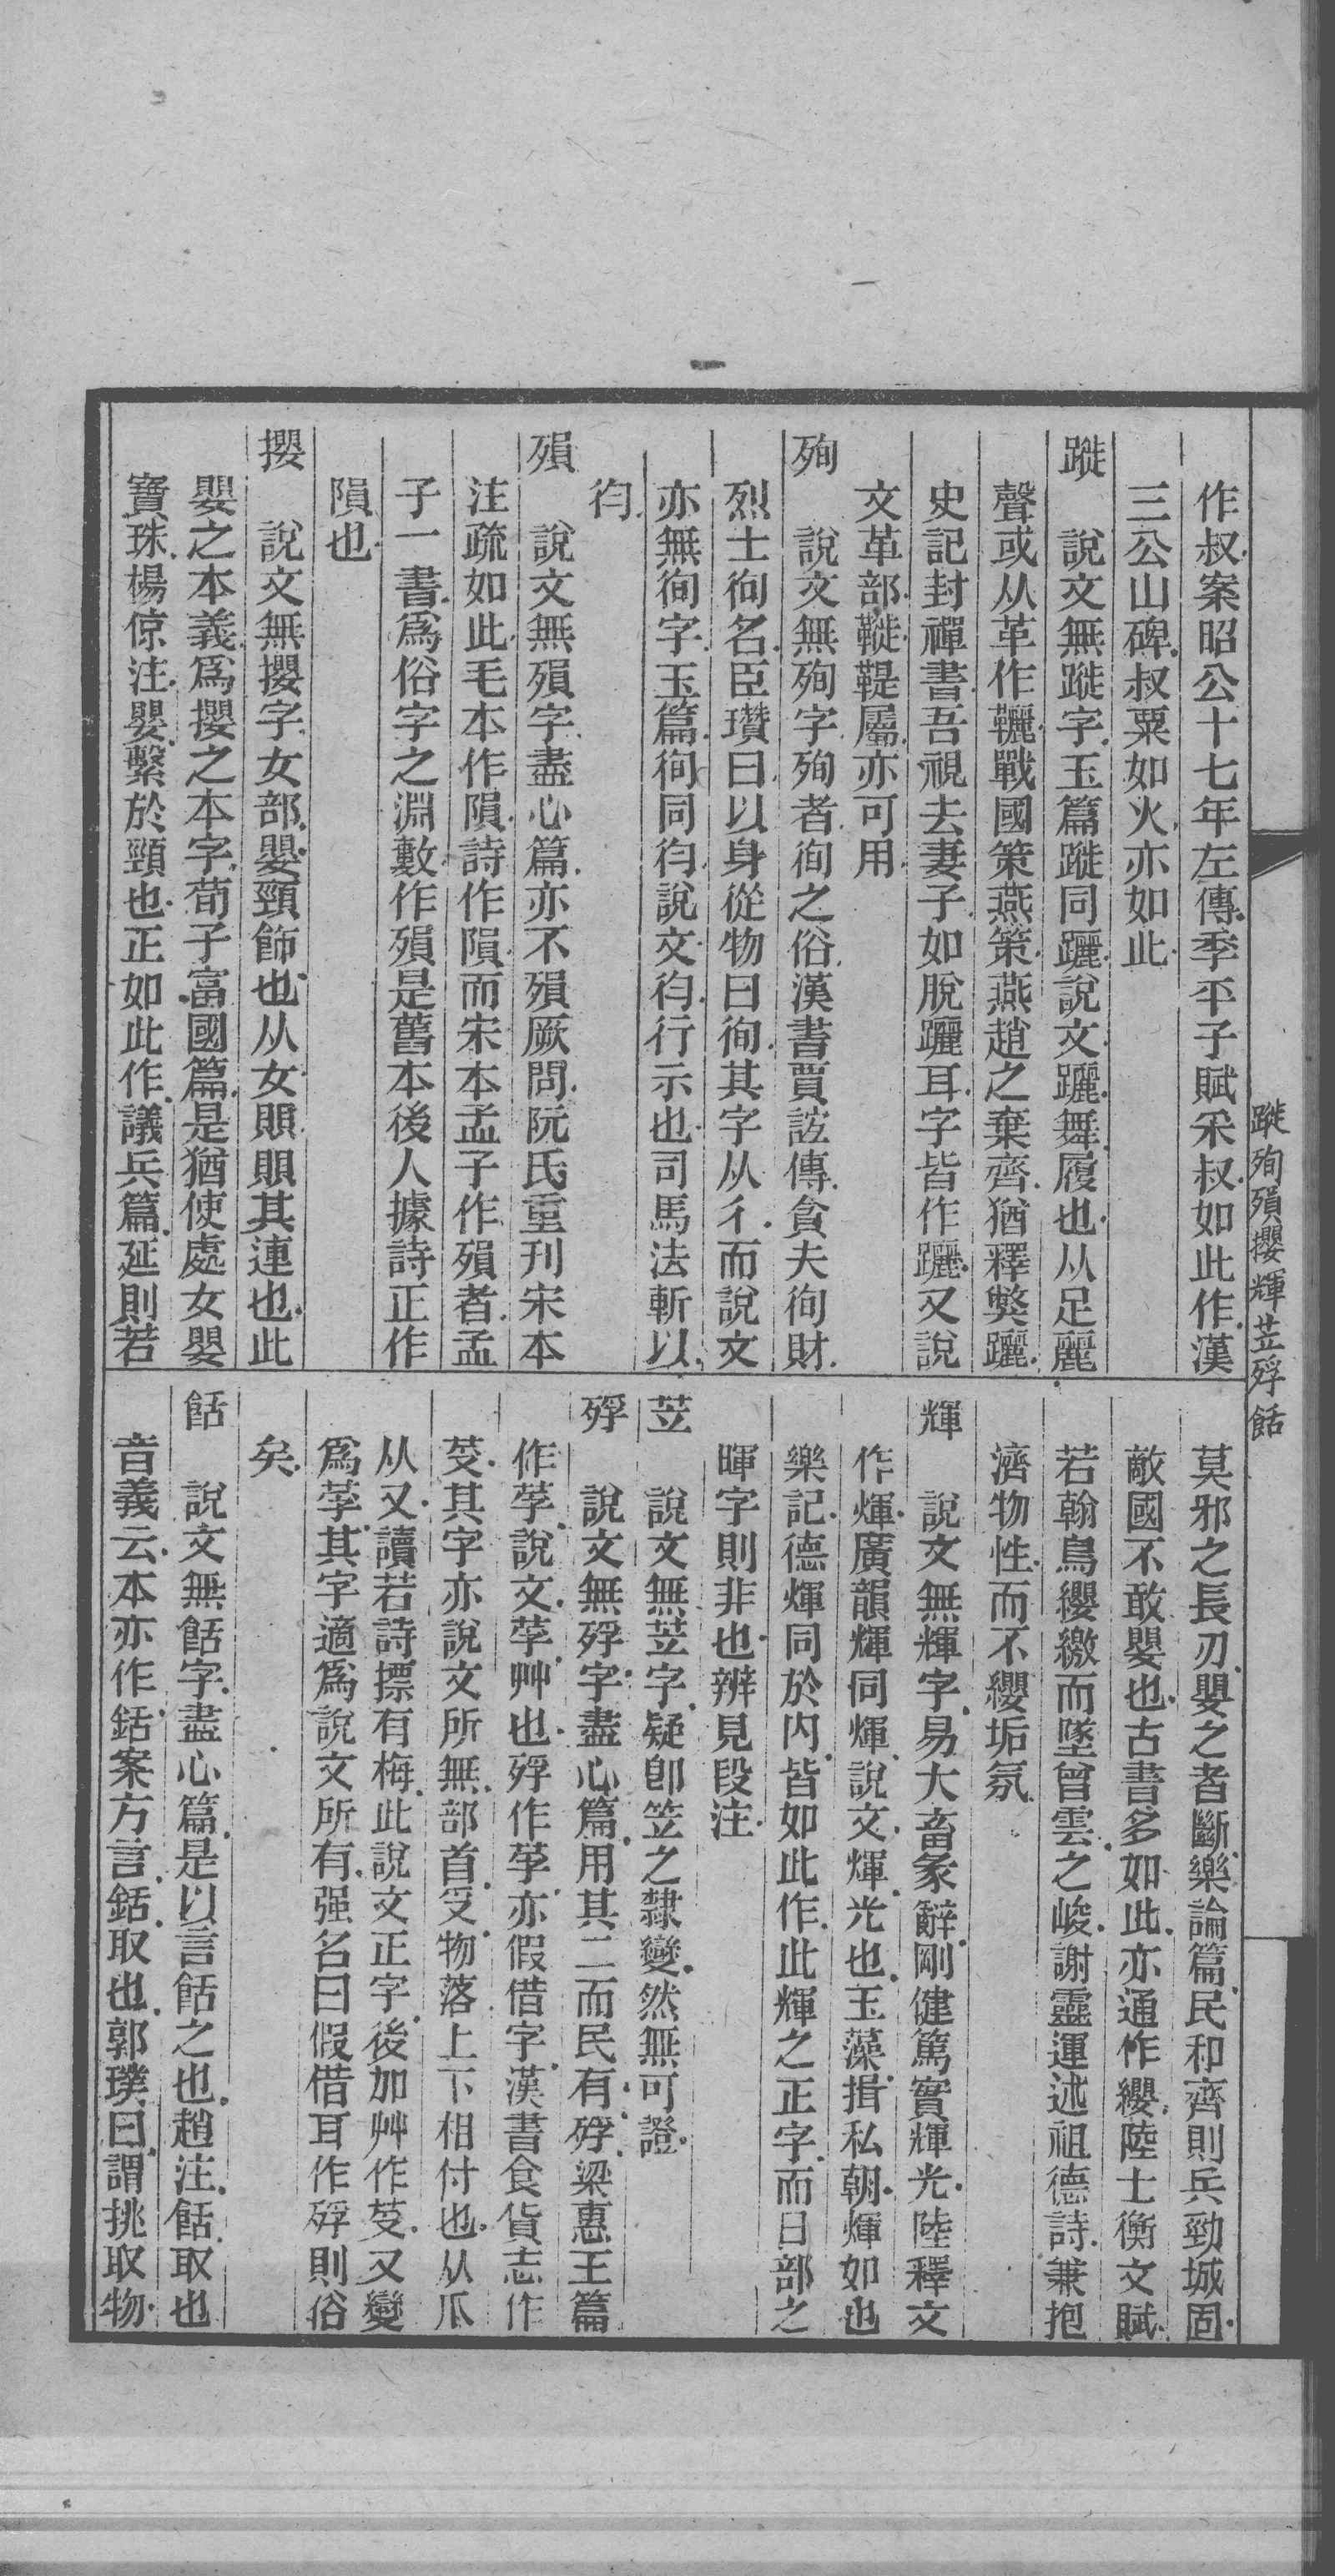 作叔案昭公十七年左傳季平子賦采叔如此作漢
三公山碑叔粟如火亦如此
蹝 說文無蹝字玉篇蹝同躧說文躧舞履也从足麗
聲或从革作䩻戰國策燕策燕趙之棄齊猶釋獘躧
史記封禪書吾視去妻子如脫躧耳字皆作躧又說
文革部鞵鞮屬亦可用
殉 說文無殉字殉者徇之俗漢書賈誼傳貪夫徇財
烈士徇名臣瓚曰以身從物曰徇其字从彳而說文
亦無徇字玉篇徇同㣬說文㣬行示也司馬法斬以
㣬
殞 說文無殞字盡心篇亦不殞厥問阮氏重刊宋本
注疏如此毛本作隕詩作隕而宋本孟子作殞者孟
子一書爲俗字之淵藪作殞是舊本後人據詩正作
隕也
攖 說文無攖字女部嬰頸飾也从女賏賏其連也此
嬰之本義爲攖之本字荀子富國篇是猶使處女嬰
寶珠楊倞注嬰繫於頸也正如此作議兵篇延則若
蹝殉殞攖輝苙殍餂
莫邪之長刃嬰之者斷樂論篇民和齊則兵勁城固
敵國不敢嬰也古書多如此亦通作纓陸士衡文賦
若翰鳥纓繳而墜曾雲之峻謝靈運述祖德詩兼抱
濟物性而不纓垢氛
輝 說文無輝字易大畜彖辭剛健篤實輝光陸釋文
作煇廣韻輝同煇說文煇光也玉藻揖私朝煇如也
樂記德煇同於內皆如此作此輝之正字而日部之
暉字則非也辨見段注
苙 說文無苙字疑卽笠之隸變然無可證
殍 說文無殍字盡心篇用其二而民有殍梁惠王篇
作莩說文莩艸也殍作莩亦假借字漢書食貨志作
芆其字亦說文所無部首𠬪物落上下相付也从爪
从又讀若詩摽有梅此說文正字後加艸作芆又變
爲莩其字適爲說文所有强名曰假借耳作殍則俗
矣
餂 說文無餂字盡心篇是以言餂之也趙注餂取也
音義云本亦作銛案方言銛取也郭璞曰謂挑取物